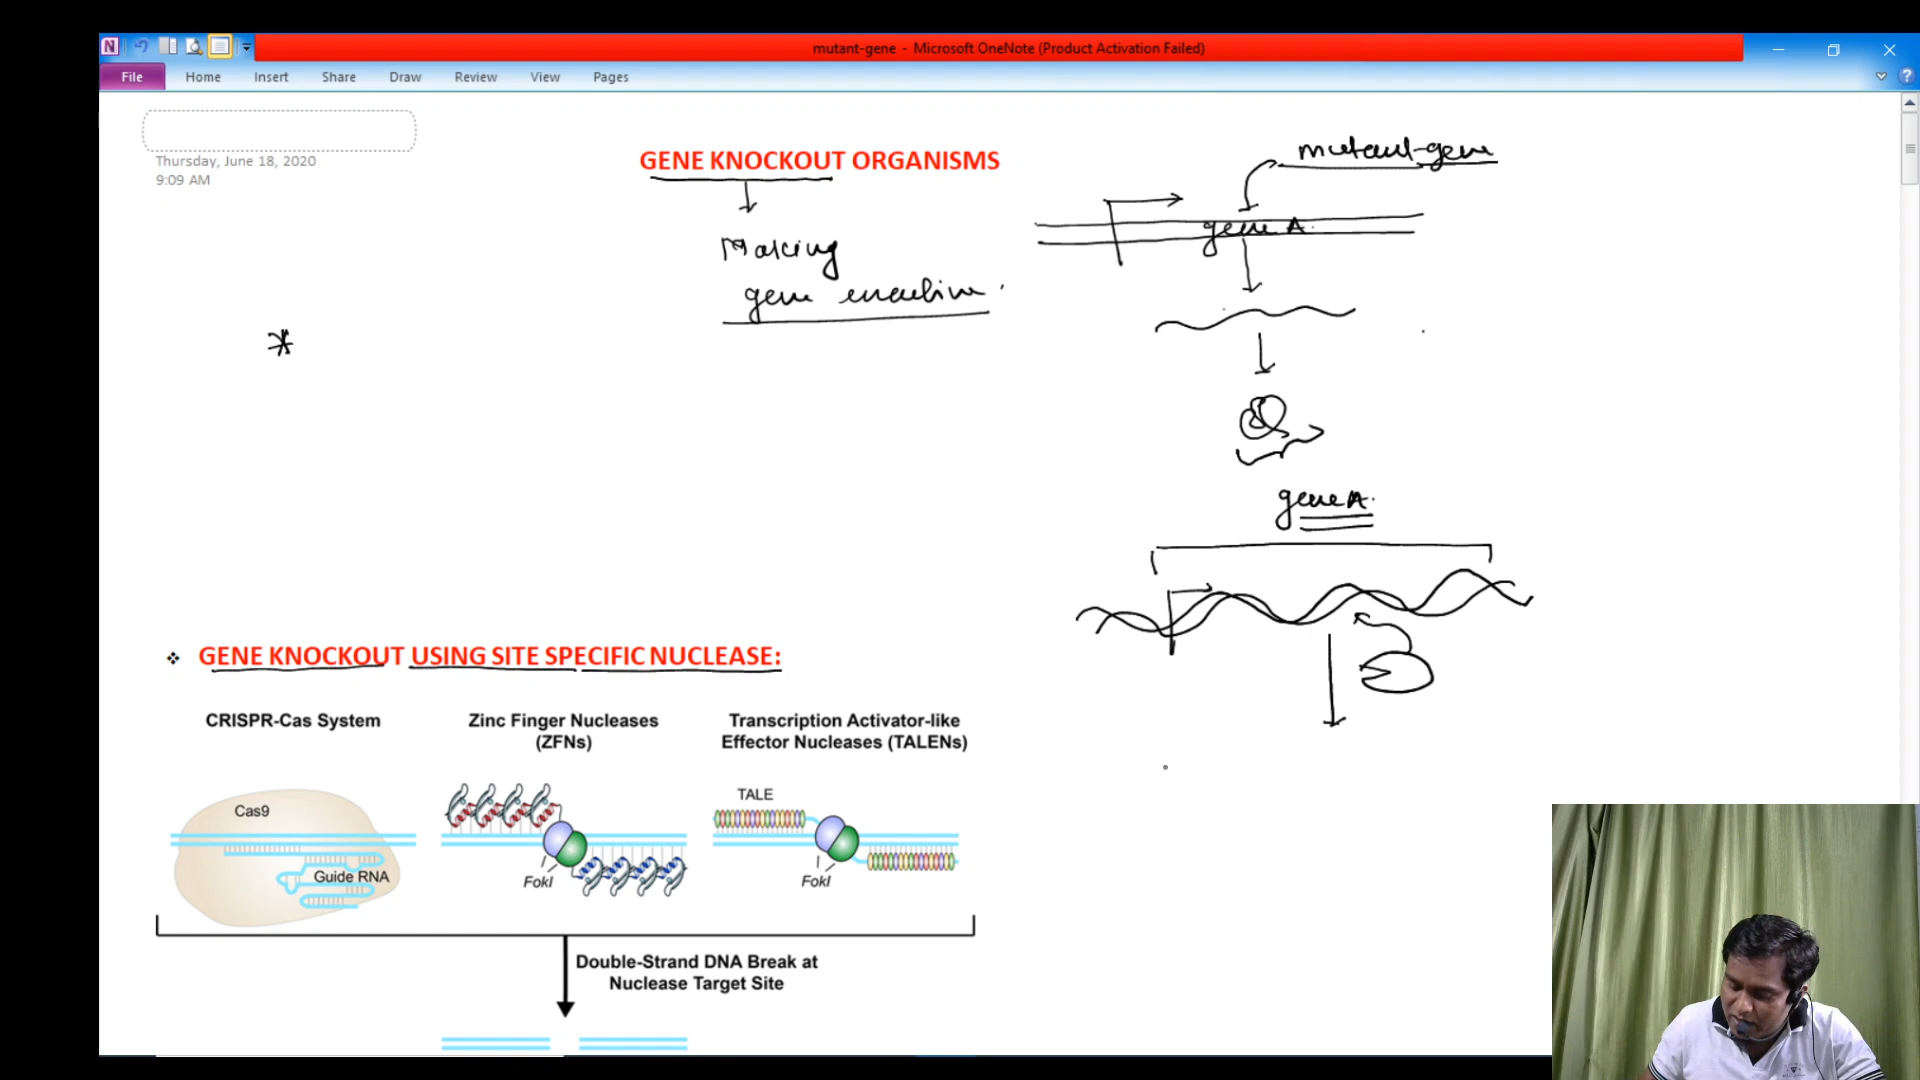 mutant-gene - Microsoft OneNote (Product Activation Failed)
File Home Insert Share Draw Review View Pages
Thursday, June 18, 2020
9:09 AM
GENE KNOCKOUT ORGANISMS
mutant-gene
gene A.
Making
gene
*
gene A.
❖ GENE KNOCKOUT USING SITE SPECIFIC NUCLEASE:
CRISPR-Cas System
Zinc Finger Nucleases
(ZFNs)
Transcription Activator-like
Effector Nucleases (TALENs)
Cas9
Guide RNA
FokI
TALE
FokI
Double-Strand DNA Break at
Nuclease Target Site